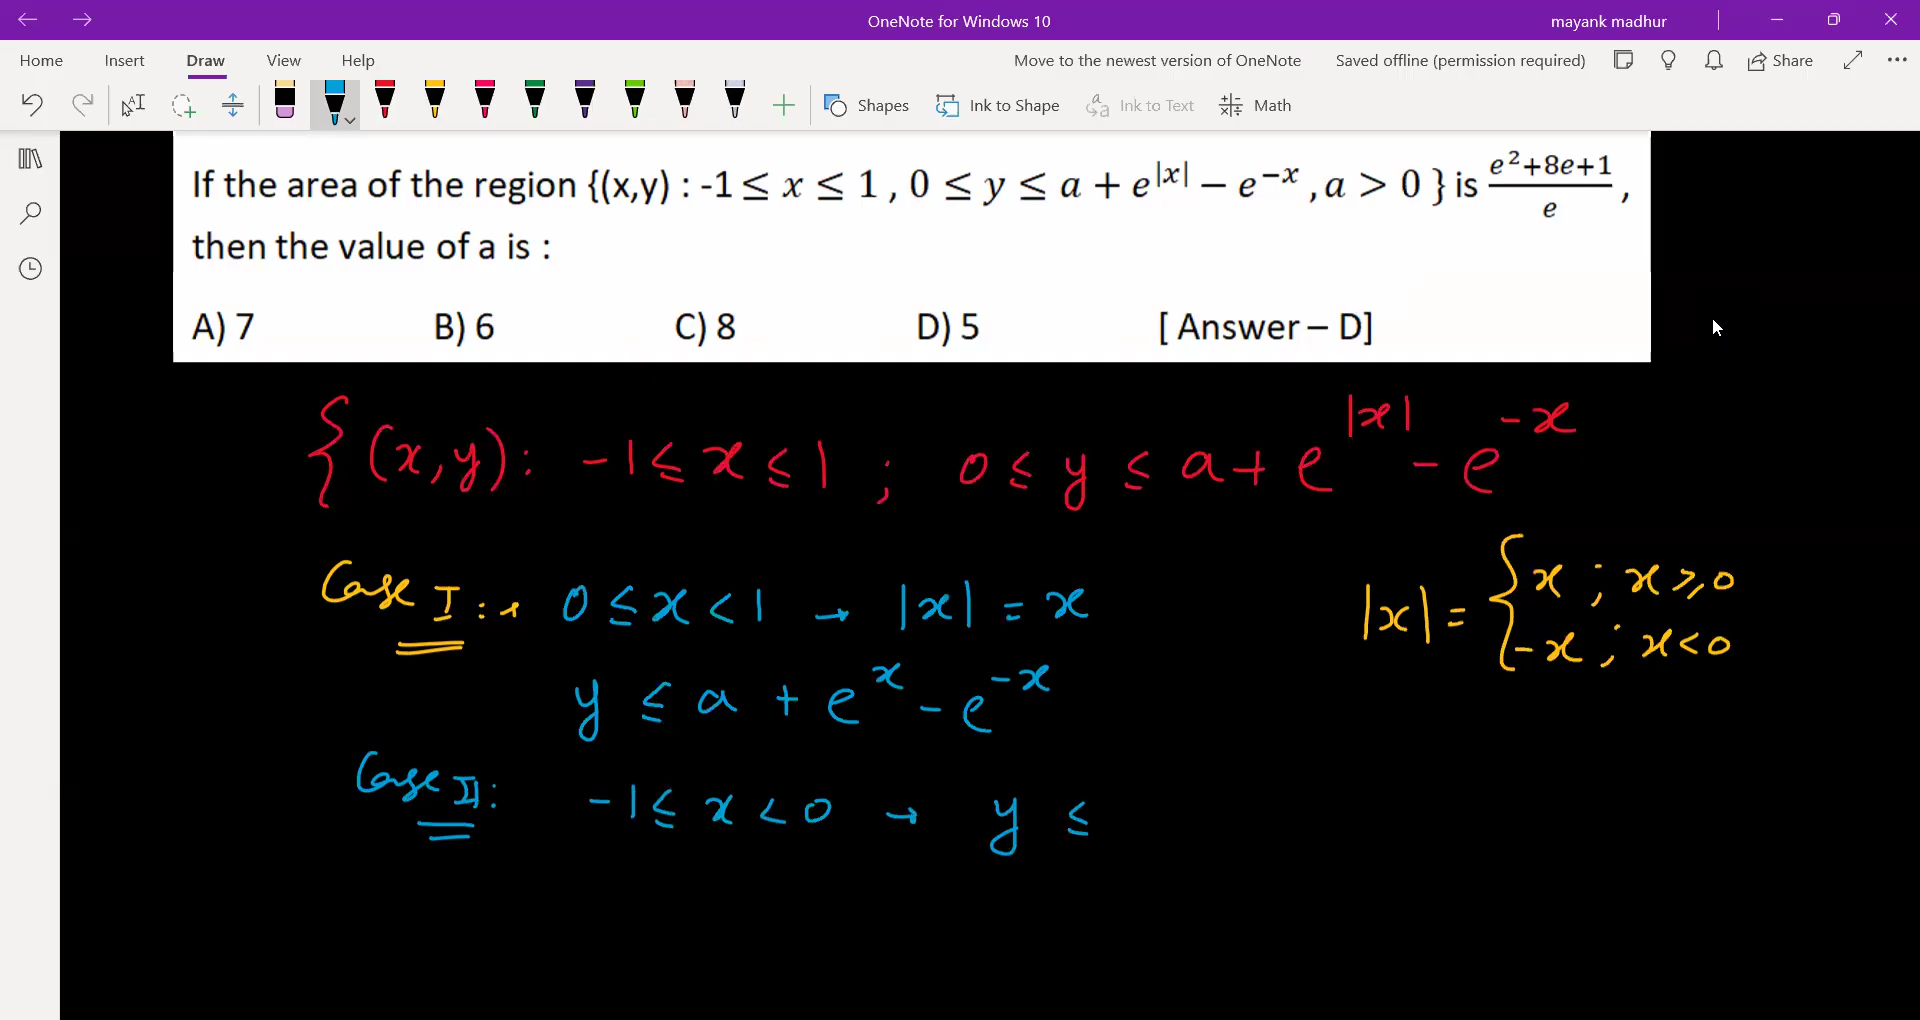 OneNote for Windows 10
mayank madhur
Home Insert Draw View Help Move to the newest version of OneNote Saved offline (permission required) Share
Shapes Ink to Shape Ink to Text Math
If the area of the region {(x,y) : -1 ≤ x ≤ 1 , 0 ≤ y ≤ a + e^|x| − e^−x , a > 0 } is (e²+8e+1)/e ,
then the value of a is :
A) 7 B) 6 C) 8 D) 5 [ Answer – D]
{ (x,y) : -1 ≤ x ≤ 1 ; 0 ≤ y ≤ a + e^|x| - e^-x
Case I : → 0 ≤ x < 1 → |x| = x
|x| = { x ; x ≥ 0
-x ; x < 0
y ≤ a + e^x - e^-x
Case II : -1 ≤ x < 0 → y ≤